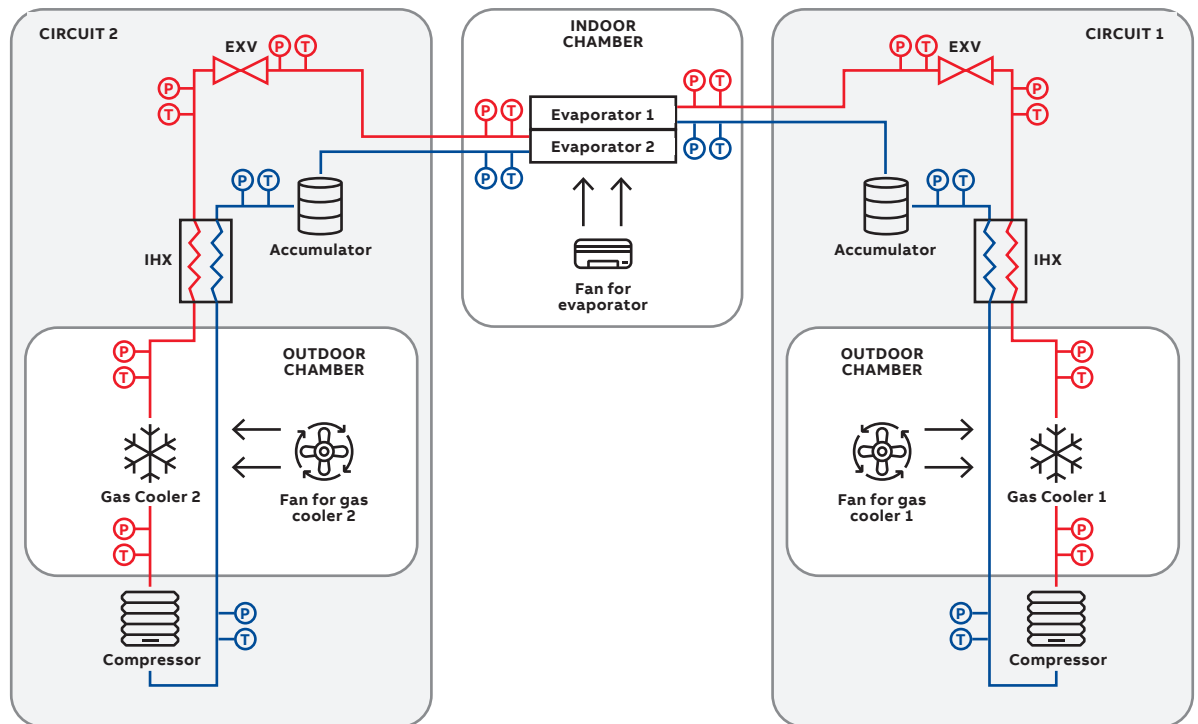 CIRCUIT 2
EXV
P
T
P
T
P
T
IHX
Accumulator
OUTDOOR
CHAMBER
P
T
Gas Cooler 2
Fan for gas
cooler 2
P
T
P
T
Compressor
INDOOR
CHAMBER
P
T
P
T
Evaporator 1
Evaporator 2
P
T
P
T
Fan for
evaporator
CIRCUIT 1
P
T
EXV
P
T
P
T
Accumulator
IHX
OUTDOOR
CHAMBER
P
T
Fan for gas
cooler 1
Gas Cooler 1
P
T
P
T
Compressor